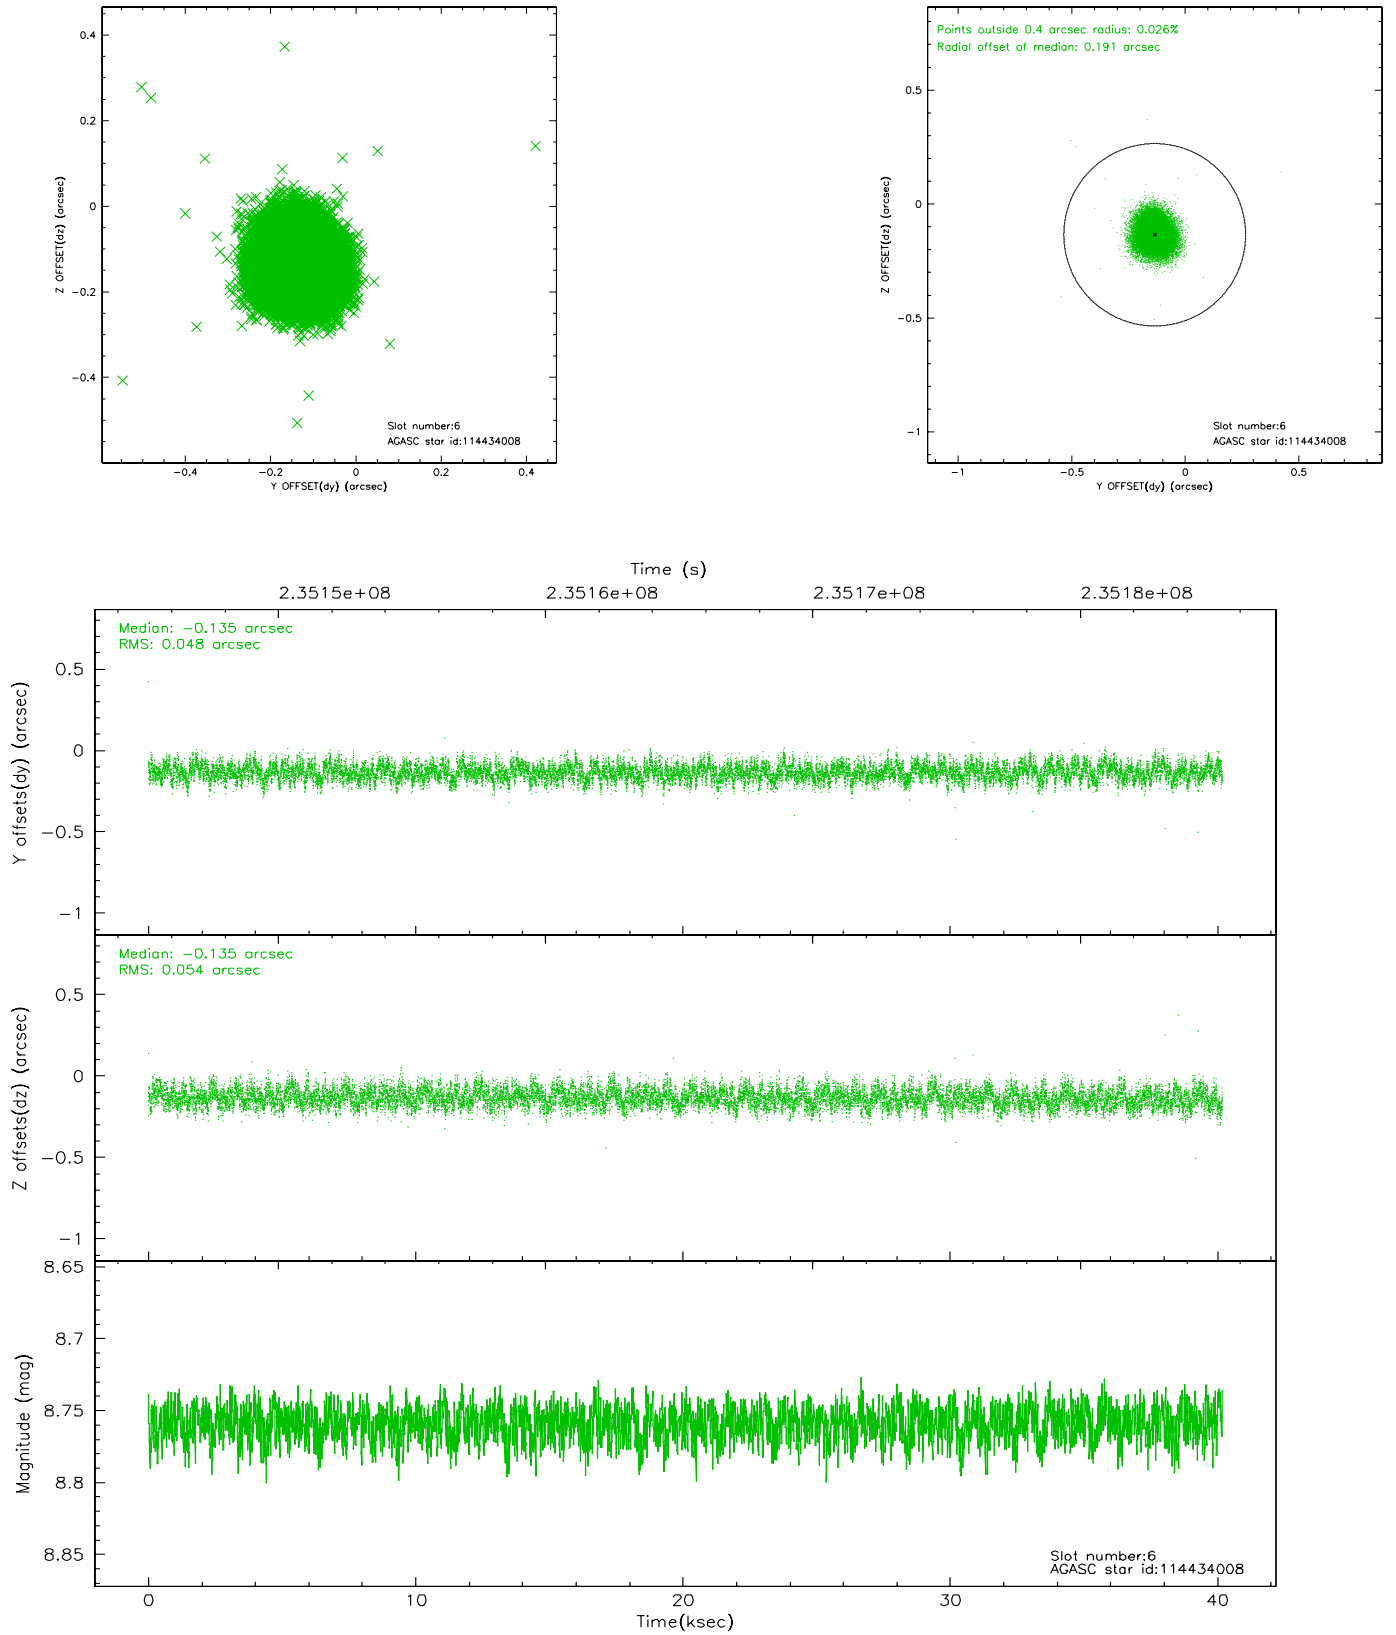 0.4
0.2
0
−0.2
−0.4
Z OFFSET(dz) (arcsec)
Slot number:6
AGASC star id:114434008
−0.4
−0.2
0
0.2
0.4
Y OFFSET(dy) (arcsec)
Points outside 0.4 arcsec radius: 0.026%
Radial offset of median: 0.191 arcsec
0.5
0
−0.5
−1
Z OFFSET(dz) (arcsec)
Slot number:6
AGASC star id:114434008
−1
−0.5
0
0.5
Y OFFSET(dy) (arcsec)
Time (s)
2.3515e+08
2.3516e+08
2.3517e+08
2.3518e+08
Median: −0.135 arcsec
RMS: 0.048 arcsec
0.5
0
−0.5
−1
Y offsets(dy) (arcsec)
Median: −0.135 arcsec
RMS: 0.054 arcsec
0.5
0
−0.5
−1
Z offsets(dz) (arcsec)
8.65
8.7
8.75
8.8
8.85
Magnitude (mag)
Slot number:6
AGASC star id:114434008
0
10
20
30
40
Time(ksec)